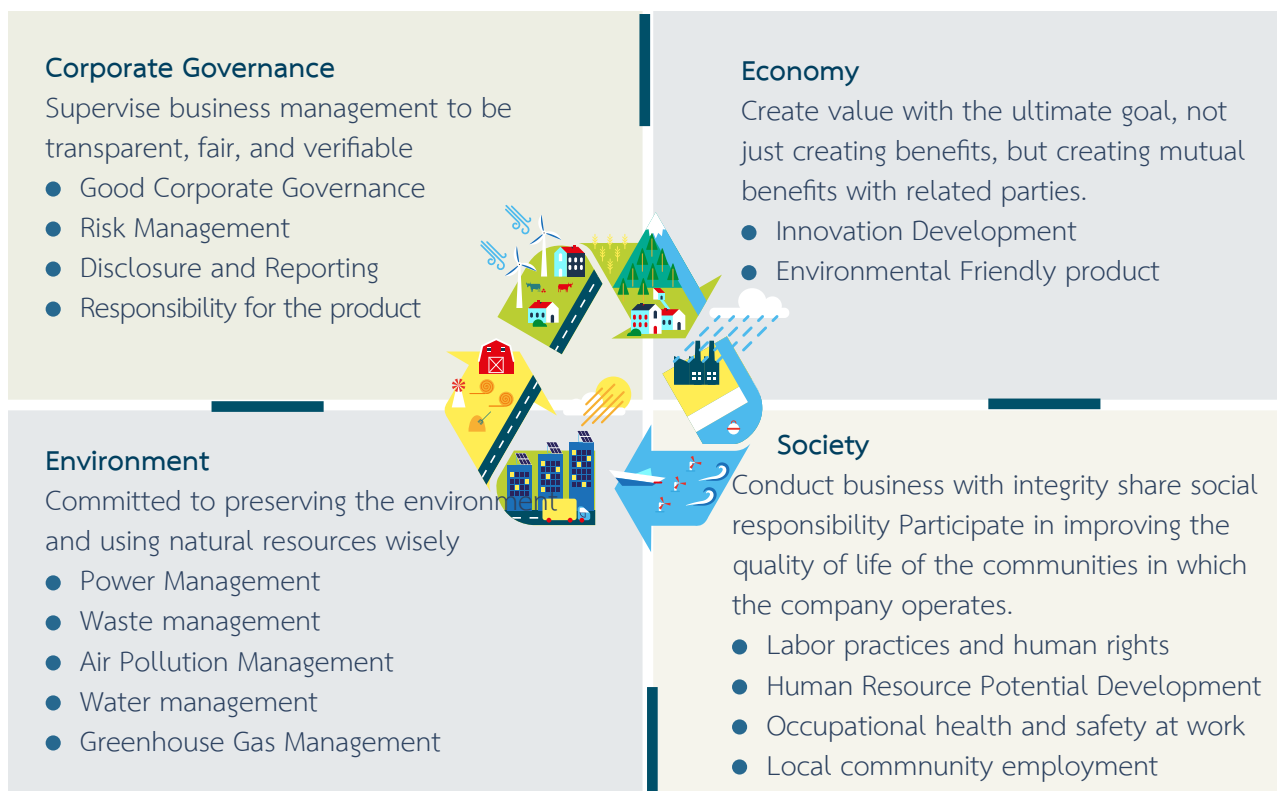 Corporate Governance
Supervise business management to be
transparent, fair, and verifiable
● Good Corporate Governance
● Risk Management
● Disclosure and Reporting
● Responsibility for the product
Economy
Create value with the ultimate goal, not
just creating benefits, but creating mutual
benefits with related parties.
● Innovation Development
● Environmental Friendly product
Environment
Committed to preserving the environment
and using natural resources wisely
● Power Management
● Waste management
● Air Pollution Management
● Water management
● Greenhouse Gas Management
Society
Conduct business with integrity share social
responsibility Participate in improving the
quality of life of the communities in which
the company operates.
● Labor practices and human rights
● Human Resource Potential Development
● Occupational health and safety at work
● Local commnunity employment